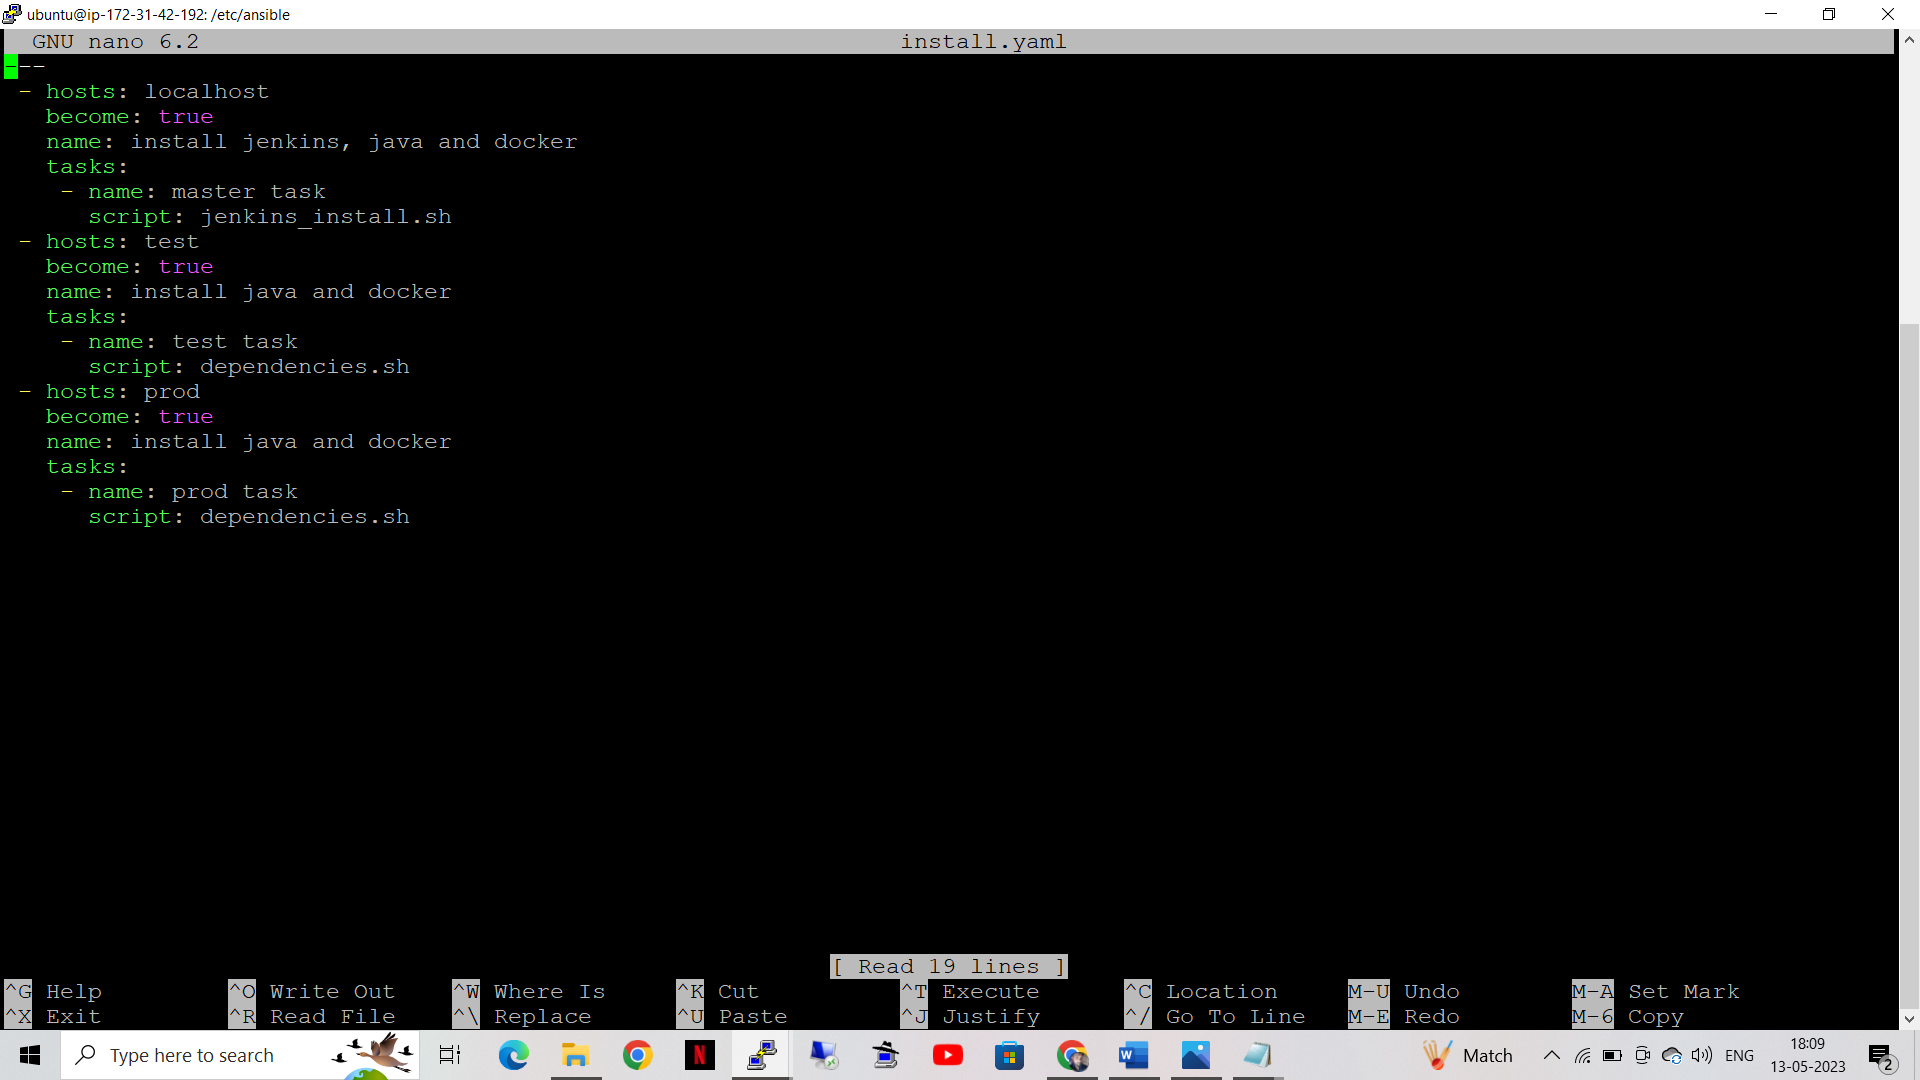 ubuntu@ip-172-31-42-192: /etc/ansible
GNU nano 6.2 install.yaml
---
 - hosts: localhost
   become: true
   name: install jenkins, java and docker
   tasks:
    - name: master task
      script: jenkins_install.sh
 - hosts: test
   become: true
   name: install java and docker
   tasks:
    - name: test task
      script: dependencies.sh
 - hosts: prod
   become: true
   name: install java and docker
   tasks:
    - name: prod task
      script: dependencies.sh
[ Read 19 lines ]
^G Help ^O Write Out ^W Where Is ^K Cut ^T Execute ^C Location M-U Undo M-A Set Mark
^X Exit ^R Read File ^\ Replace ^U Paste ^J Justify ^/ Go To Line M-E Redo M-6 Copy
Type here to search N W Match ENG 18:09
13-05-2023 2